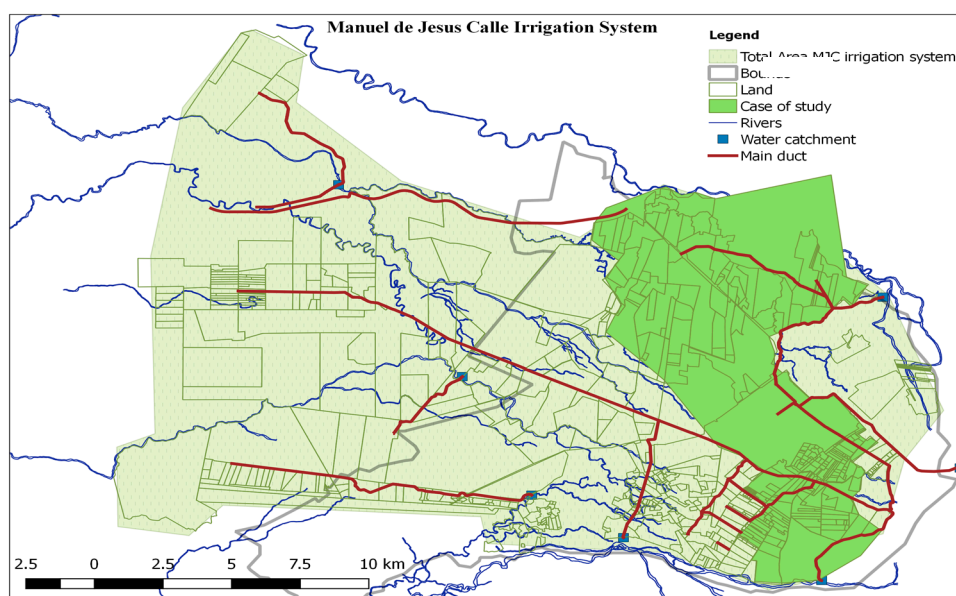 Manuel de Jesus Calle Irrigation System
Legend
Total Area MJC irrigation system
Land
Case of study
Rivers
Water catchment
Main duct
2.5 0 2.5 5 7.5 10 km